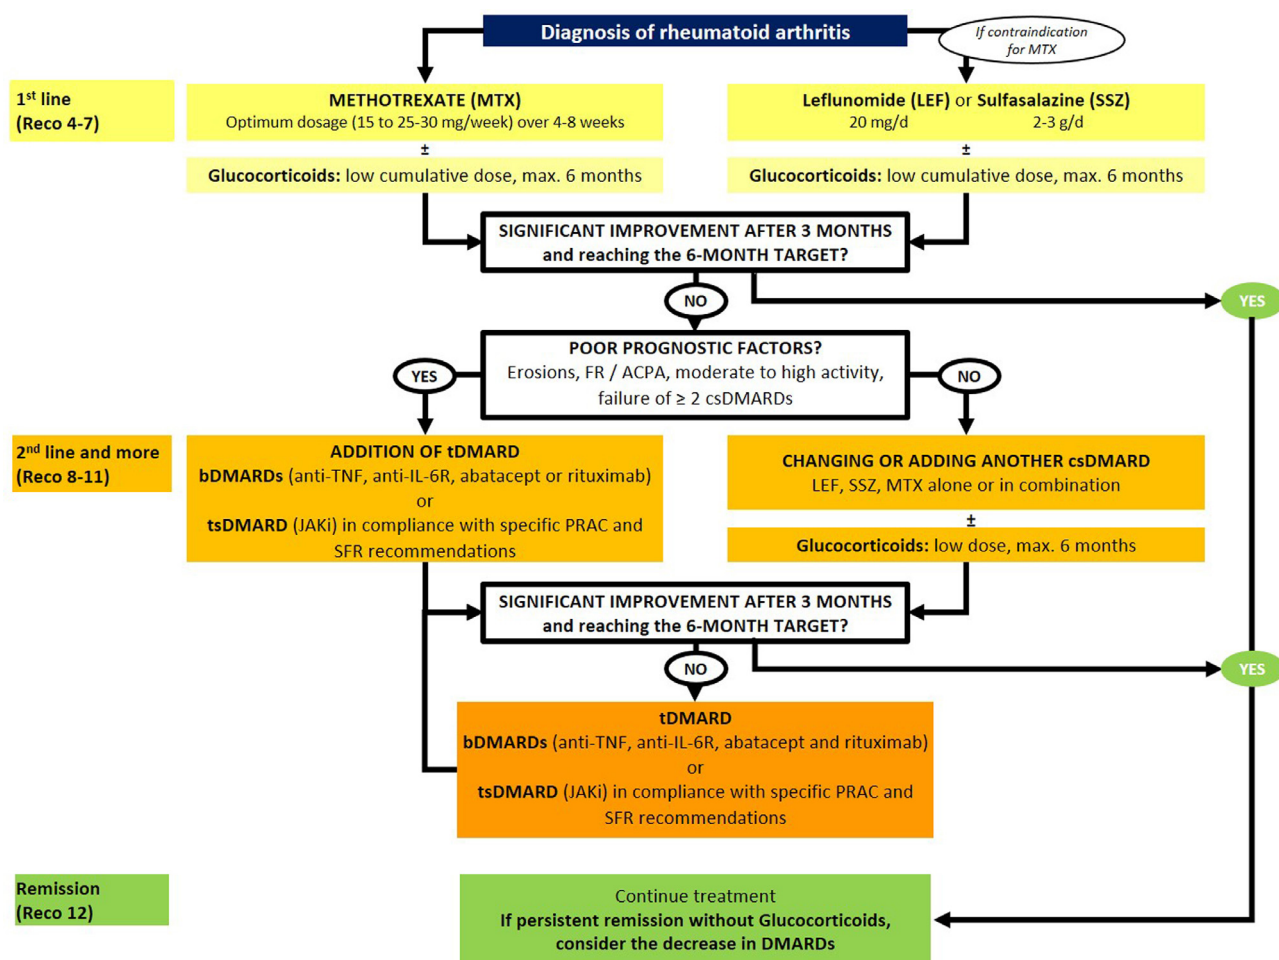 Diagnosis of rheumatoid arthritis
If contraindication
for MTX
1st line
(Reco 4-7)
METHOTREXATE (MTX)
Optimum dosage (15 to 25-30 mg/week) over 4-8 weeks
±
Glucocorticoids: low cumulative dose, max. 6 months
Leflunomide (LEF) or Sulfasalazine (SSZ)
20 mg/d 2-3 g/d
±
Glucocorticoids: low cumulative dose, max. 6 months
SIGNIFICANT IMPROVEMENT AFTER 3 MONTHS
and reaching the 6-MONTH TARGET?
NO
YES
POOR PROGNOSTIC FACTORS?
Erosions, FR / ACPA, moderate to high activity,
failure of ≥ 2 csDMARDs
YES
NO
2nd line and more
(Reco 8-11)
ADDITION OF tDMARD
bDMARDs (anti-TNF, anti-IL-6R, abatacept or rituximab)
or
tsDMARD (JAKi) in compliance with specific PRAC and
SFR recommendations
CHANGING OR ADDING ANOTHER csDMARD
LEF, SSZ, MTX alone or in combination
±
Glucocorticoids: low dose, max. 6 months
SIGNIFICANT IMPROVEMENT AFTER 3 MONTHS
and reaching the 6-MONTH TARGET?
NO
YES
tDMARD
bDMARDs (anti-TNF, anti-IL-6R, abatacept and rituximab)
or
tsDMARD (JAKi) in compliance with specific PRAC and
SFR recommendations
Remission
(Reco 12)
Continue treatment
If persistent remission without Glucocorticoids,
consider the decrease in DMARDs